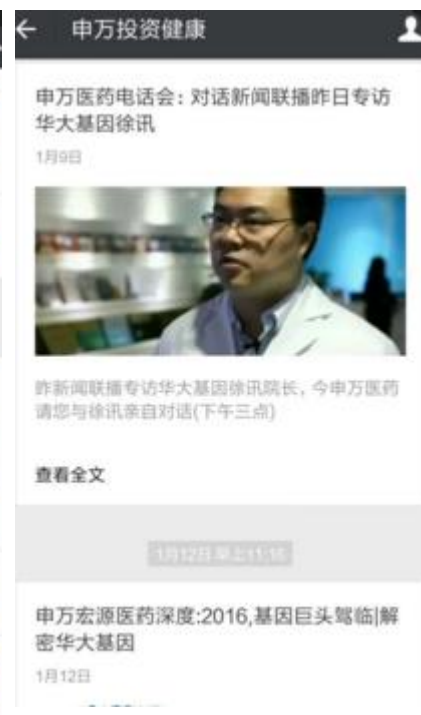 申万投资健康
申万医药电话会：对话新闻联播昨日专访
华大基因徐讯
1月9日
昨新闻联播专访华大基因徐讯院长，今申万医药
请您与徐讯亲自对话(下午三点)
查看全文
1月12日 早上11:16
申万宏源医药深度:2016,基因巨头驾临|解
密华大基因
1月12日